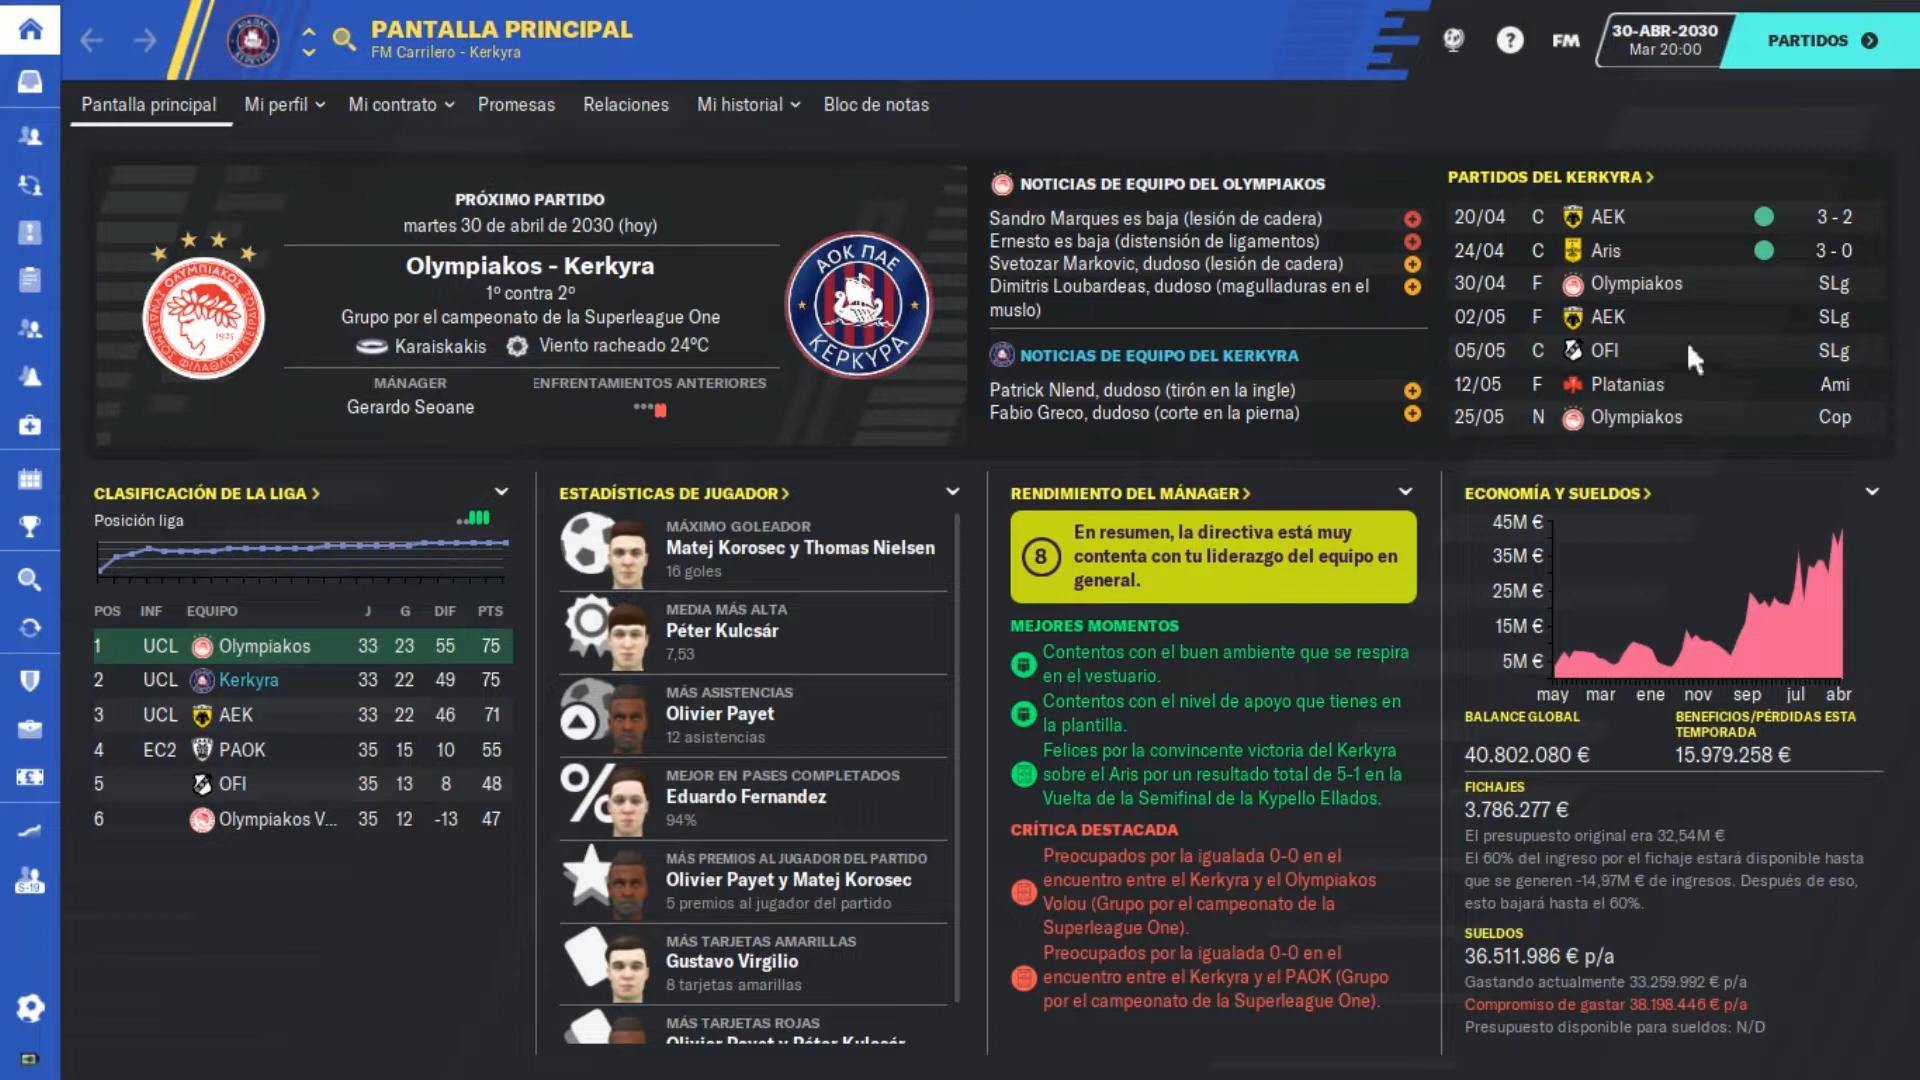 PANTALLA PRINCIPAL
FM Carrilero - Kerkyra
FM
30-ABR-2030
Mar 20:00
PARTIDOS
Pantalla principal
Mi perfil
Mi contrato
Promesas
Relaciones
Mi historial
Bloc de notas
PRÓXIMO PARTIDO
martes 30 de abril de 2030 (hoy)
Olympiakos - Kerkyra
1º contra 2º
Grupo por el campeonato de la Superleague One
Karaiskakis
Viento racheado 24ºC
MÁNAGER
Gerardo Seoane
ENFRENTAMIENTOS ANTERIORES
1925
ΑΟΚ ΠΑΕ
ΚΕΡΚΥΡΑ
NOTICIAS DE EQUIPO DEL OLYMPIAKOS
Sandro Marques es baja (lesión de cadera)
Ernesto es baja (distensión de ligamentos)
Svetozar Markovic, dudoso (lesión de cadera)
Dimitris Loubardeas, dudoso (magulladuras en el
muslo)
NOTICIAS DE EQUIPO DEL KERKYRA
Patrick Nlend, dudoso (tirón en la ingle)
Fabio Greco, dudoso (corte en la pierna)
PARTIDOS DEL KERKYRA
20/04 C AEK 3 - 2
24/04 C Aris 3 - 0
30/04 F Olympiakos SLg
02/05 F AEK SLg
05/05 C OFI SLg
12/05 F Platanias Ami
25/05 N Olympiakos Cop
CLASIFICACIÓN DE LA LIGA
Posición liga
POS INF EQUIPO J G DIF PTS
1 UCL Olympiakos 33 23 55 75
2 UCL Kerkyra 33 22 49 75
3 UCL AEK 33 22 46 71
4 EC2 PAOK 35 15 10 55
5 OFI 35 13 8 48
6 Olympiakos V... 35 12 -13 47
ESTADÍSTICAS DE JUGADOR
MÁXIMO GOLEADOR
Matej Korosec y Thomas Nielsen
16 goles
MEDIA MÁS ALTA
Péter Kulcsár
7,53
MÁS ASISTENCIAS
Olivier Payet
12 asistencias
MEJOR EN PASES COMPLETADOS
Eduardo Fernandez
94%
MÁS PREMIOS AL JUGADOR DEL PARTIDO
Olivier Payet y Matej Korosec
5 premios al jugador del partido
MÁS TARJETAS AMARILLAS
Gustavo Virgilio
8 tarjetas amarillas
MÁS TARJETAS ROJAS
Olivier Payet y Péter Kulcsár
RENDIMIENTO DEL MÁNAGER
8
En resumen, la directiva está muy
contenta con tu liderazgo del equipo en
general.
MEJORES MOMENTOS
Contentos con el buen ambiente que se respira
en el vestuario.
Contentos con el nivel de apoyo que tienes en
la plantilla.
Felices por la convincente victoria del Kerkyra
sobre el Aris por un resultado total de 5-1 en la
Vuelta de la Semifinal de la Kypello Ellados.
CRÍTICA DESTACADA
Preocupados por la igualada 0-0 en el
encuentro entre el Kerkyra y el Olympiakos
Volou (Grupo por el campeonato de la
Superleague One).
Preocupados por la igualada 0-0 en el
encuentro entre el Kerkyra y el PAOK (Grupo
por el campeonato de la Superleague One).
ECONOMÍA Y SUELDOS
45M €
35M €
25M €
15M €
5M €
may mar ene nov sep jul abr
BALANCE GLOBAL
40.802.080 €
BENEFICIOS/PÉRDIDAS ESTA
TEMPORADA
15.979.258 €
FICHAJES
3.786.277 €
El presupuesto original era 32,54M €
El 60% del ingreso por el fichaje estará disponible hasta
que se generen -14,97M € de ingresos. Después de eso,
esto bajará hasta el 60%.
SUELDOS
36.511.986 € p/a
Gastando actualmente 33.259.992 € p/a
Compromiso de gastar 38.198.446 € p/a
Presupuesto disponible para sueldos: N/D
S-19